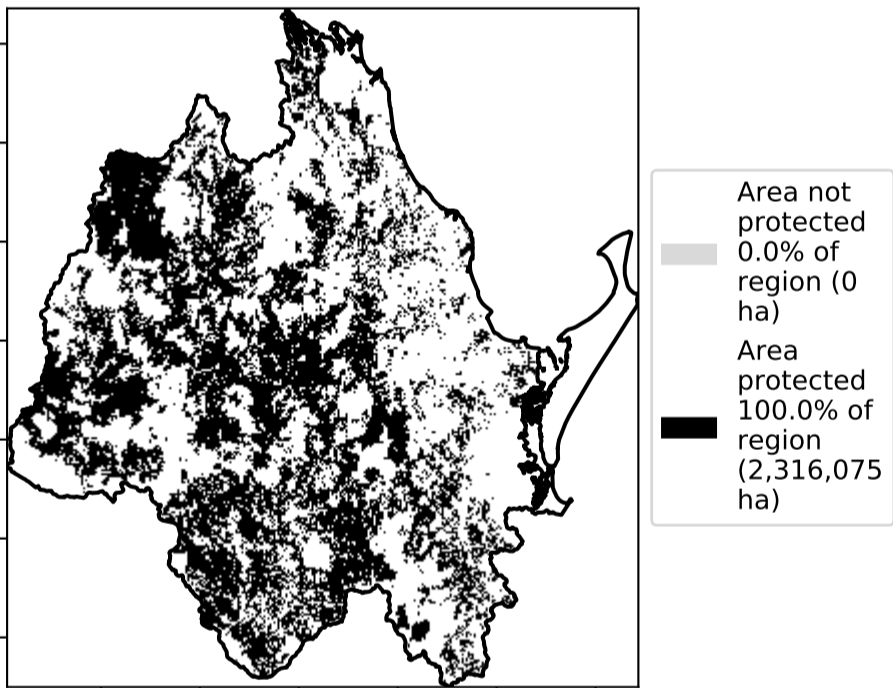 Area not
protected
0.0% of
region (0
ha)
Area
protected
100.0% of
region
(2,316,075
ha)